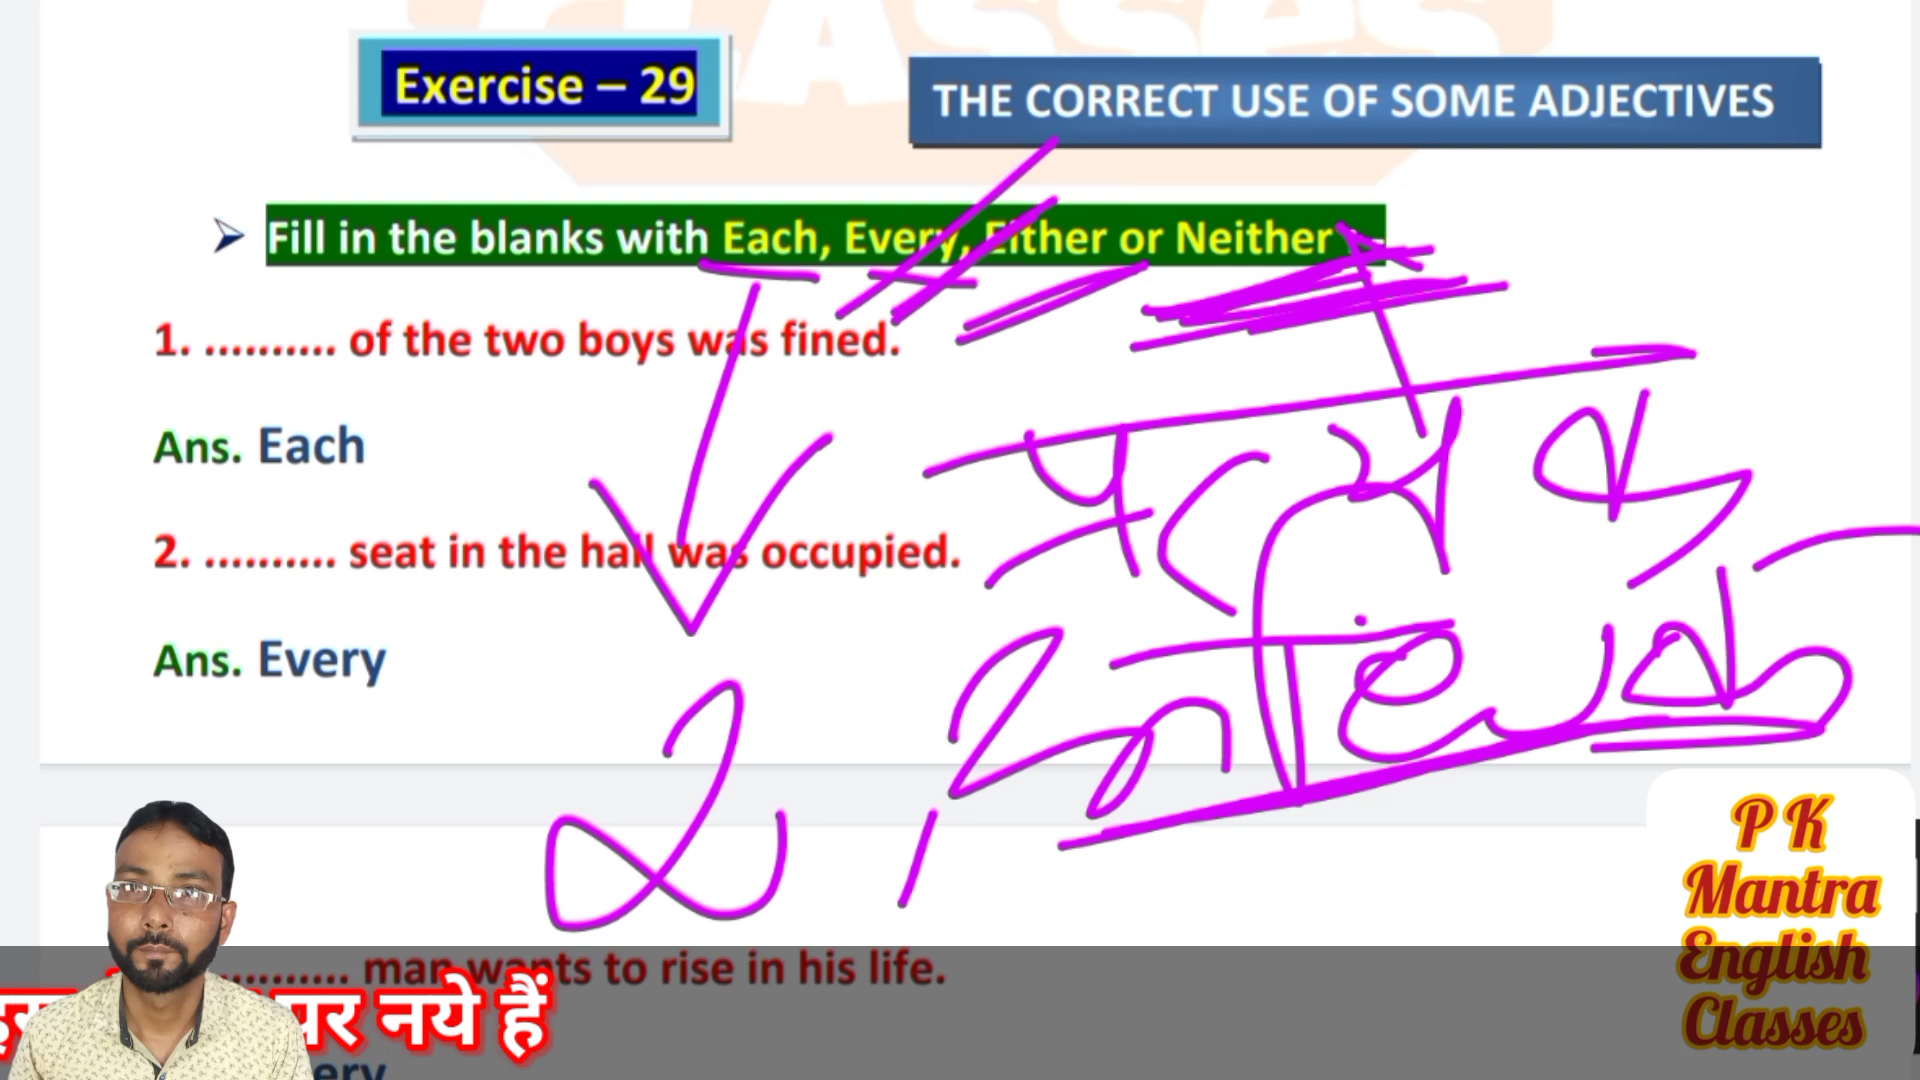 CLAsses
Exercise – 29
THE CORRECT USE OF SOME ADJECTIVES
➢ Fill in the blanks with Each, Every, Either or Neither :-
1. .......... of the two boys was fined.
Ans. Each
2. .......... seat in the hall was occupied.
Ans. Every
प्रत्येक
2,
............ man wants to rise in his life.
पर नये हैं
P K
Mantra
English
Classes